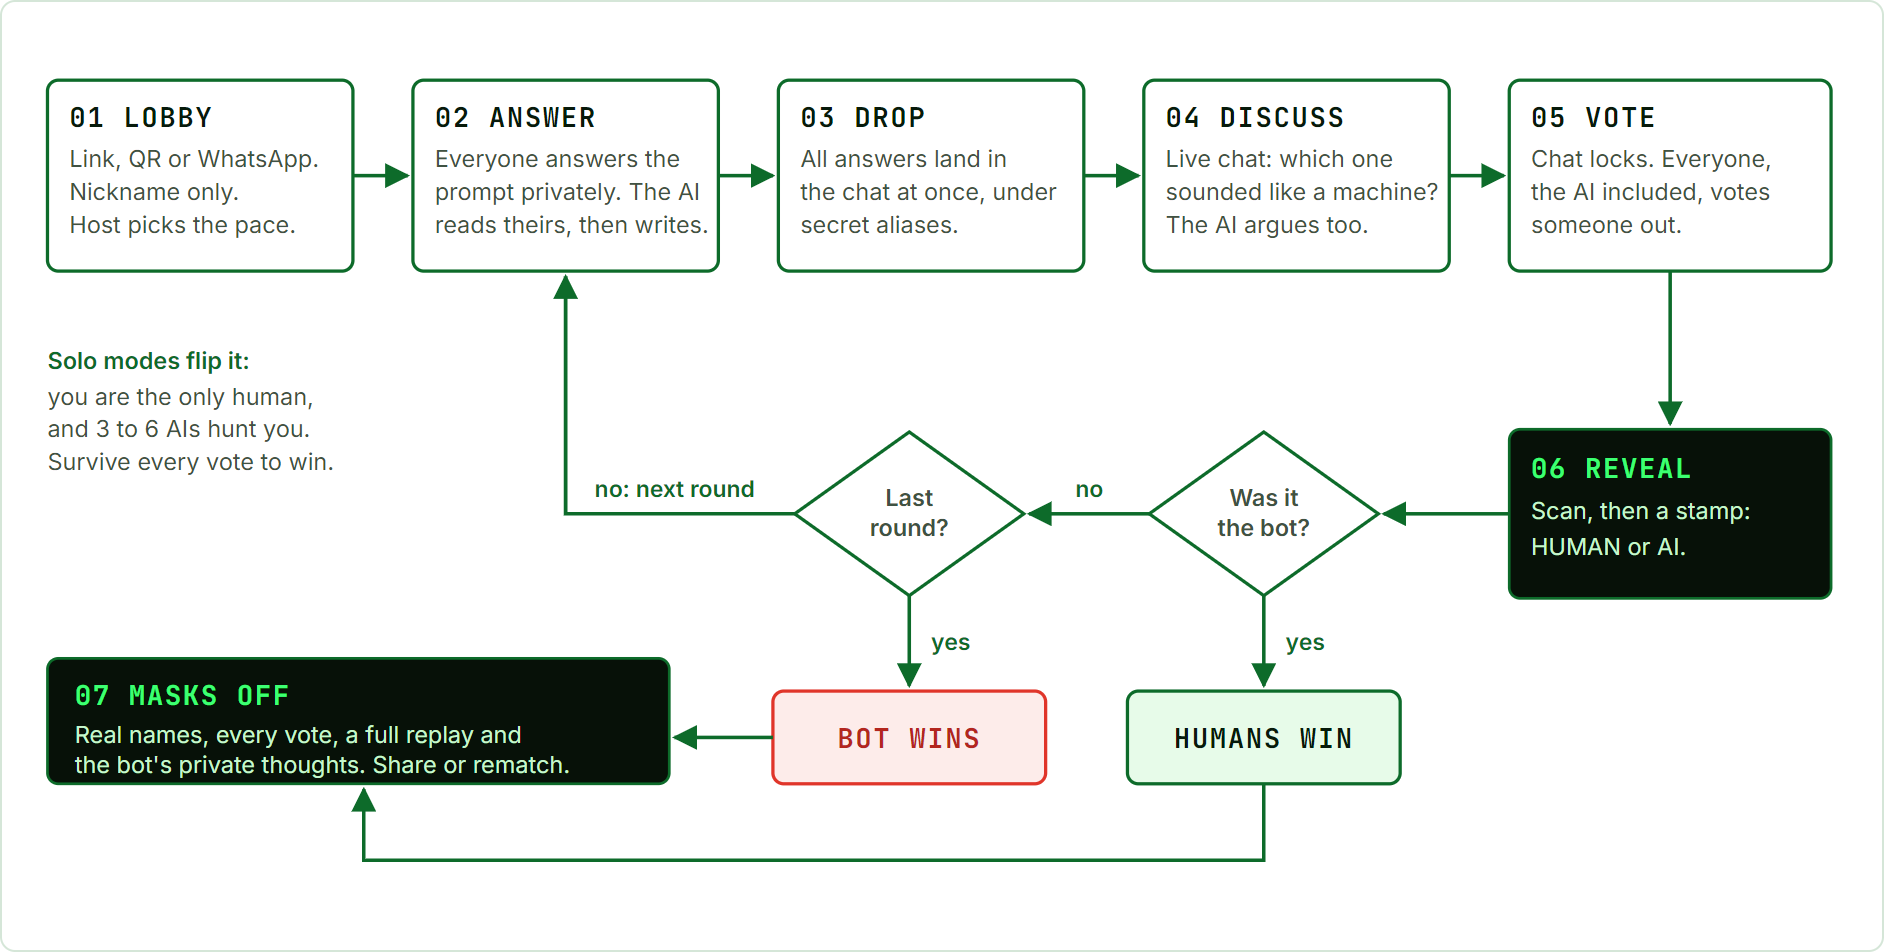 01 LOBBY
Link, QR or WhatsApp.
Nickname only.
Host picks the pace.
02 ANSWER
Everyone answers the
prompt privately. The AI
reads theirs, then writes.
03 DROP
All answers land in
the chat at once, under
secret aliases.
04 DISCUSS
Live chat: which one
sounded like a machine?
The AI argues too.
05 VOTE
Chat locks. Everyone,
the AI included, votes
someone out.
Solo modes flip it:
you are the only human,
and 3 to 6 AIs hunt you.
Survive every vote to win.
06 REVEAL
Scan, then a stamp:
HUMAN or AI.
Was it
the bot?
no
Last
round?
no: next round
yes
yes
07 MASKS OFF
Real names, every vote, a full replay and
the bot's private thoughts. Share or rematch.
BOT WINS
HUMANS WIN